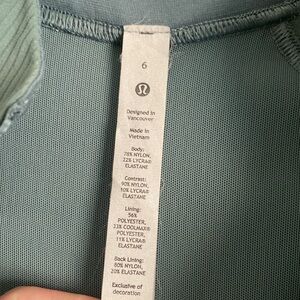 6
Designed in
Vancouver
Made in
Vietnam
Body:
78% NYLON,
22% LYCRA®
ELASTANE
Contrast:
90% NYLON,
10% LYCRA®
ELASTANE
Lining:
56%
POLYESTER,
33% COOLMAX®
POLYESTER,
11% LYCRA®
ELASTANE
Back Lining:
80% NYLON,
20% ELASTANE
Exclusive of
decoration